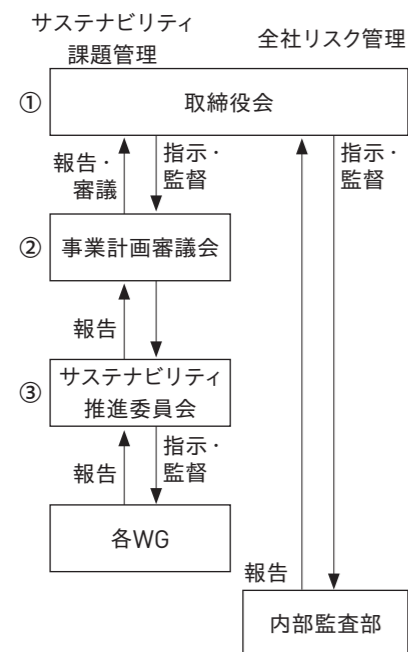 サステナビリティ
課題管理
全社リスク管理
① 取締役会
報告・
審議
指示・
監督
指示・
監督
② 事業計画審議会
報告
③ サステナビリティ
推進委員会
報告
指示・
監督
各WG
報告
内部監査部